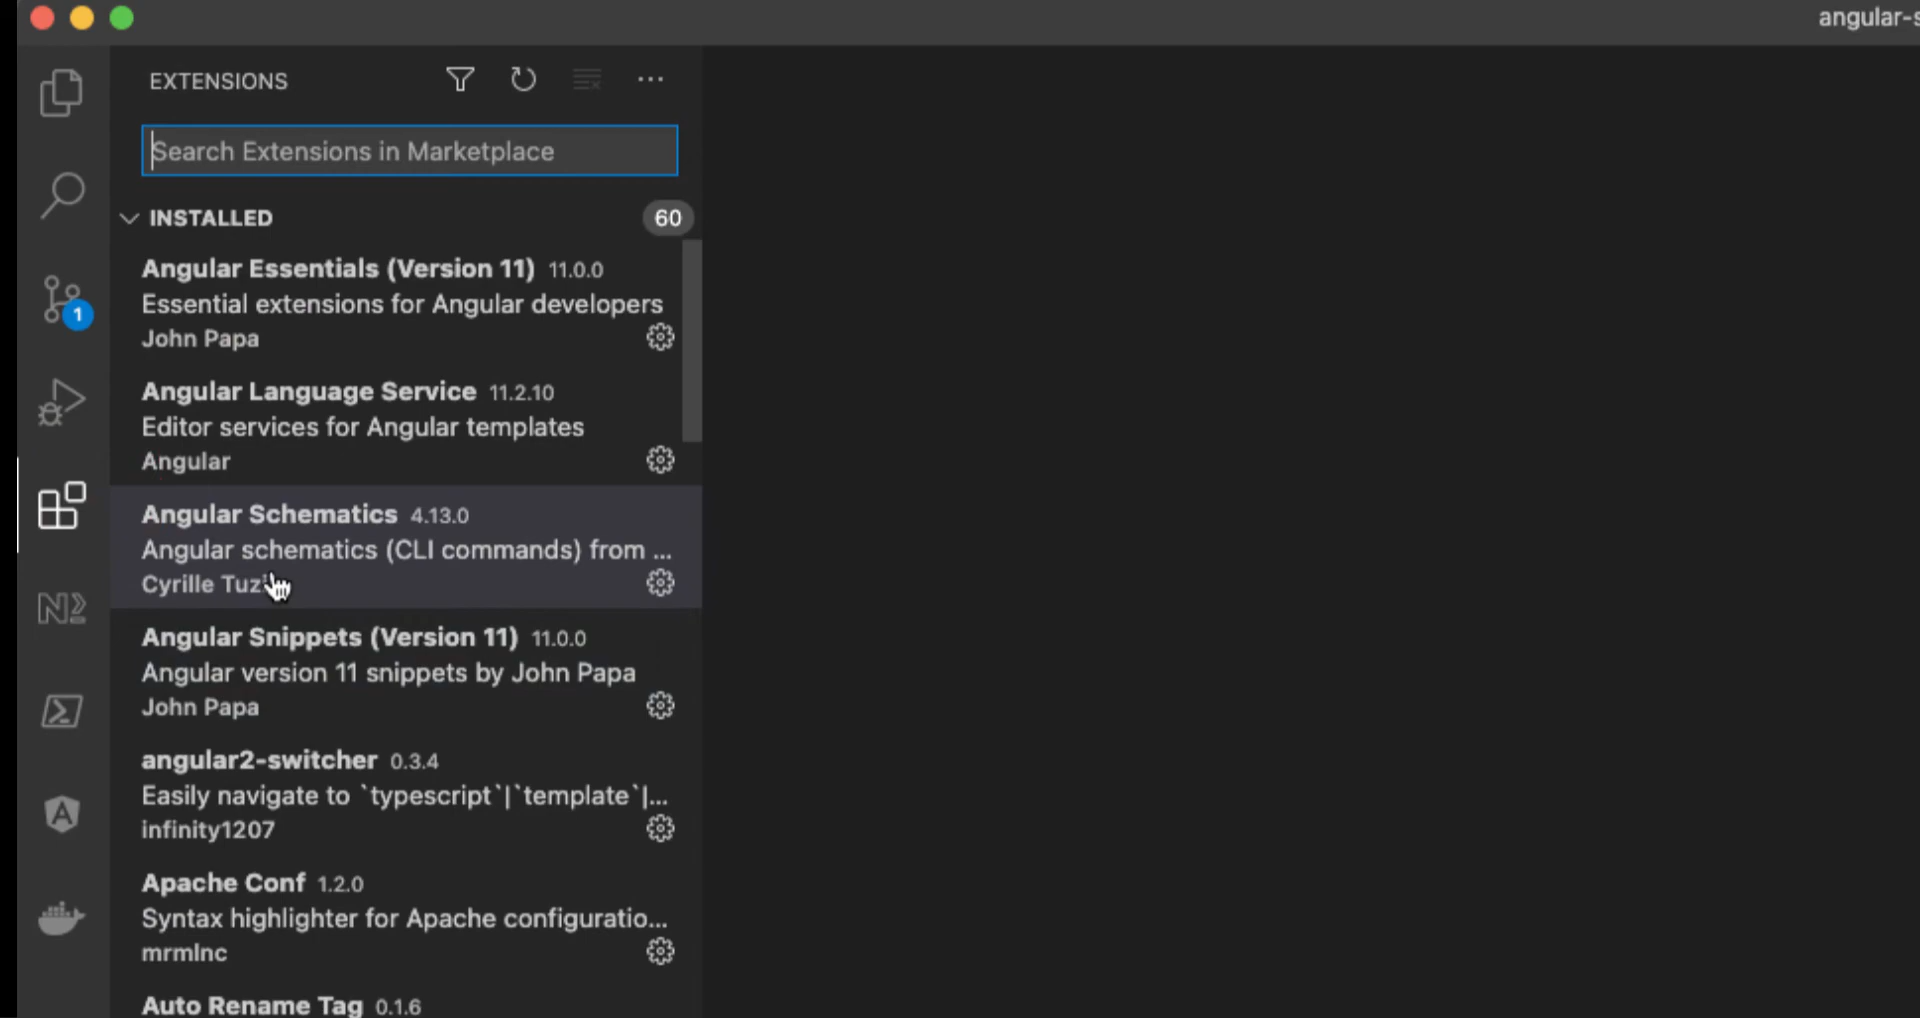 angular-s
EXTENSIONS
Search Extensions in Marketplace
INSTALLED 60
Angular Essentials (Version 11) 11.0.0
Essential extensions for Angular developers
John Papa
Angular Language Service 11.2.10
Editor services for Angular templates
Angular
1
Angular Schematics 4.13.0
Angular schematics (CLI commands) from ...
Cyrille Tuz
Angular Snippets (Version 11) 11.0.0
Angular version 11 snippets by John Papa
John Papa
angular2-switcher 0.3.4
Easily navigate to `typescript`|`template`|...
infinity1207
Apache Conf 1.2.0
Syntax highlighter for Apache configuratio...
mrmlnc
Auto Rename Tag 0.1.6